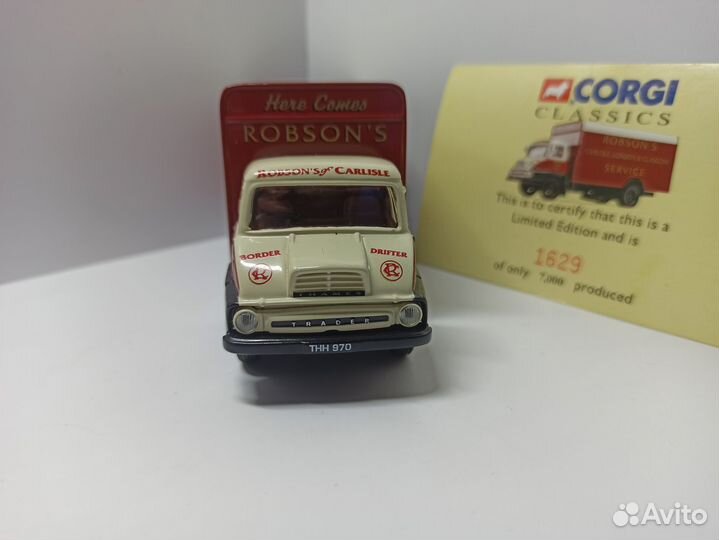 Here Comes
ROBSON'S
ROBSON'S of CARLISLE
BORDER DRIFTER
THAMES
TRADER
THH 970
CORGI
CLASSICS
ROBSON'S
SERVICE
This is to certify that this is a
Limited Edition and is
1629
of only 7,000 produced
Avito